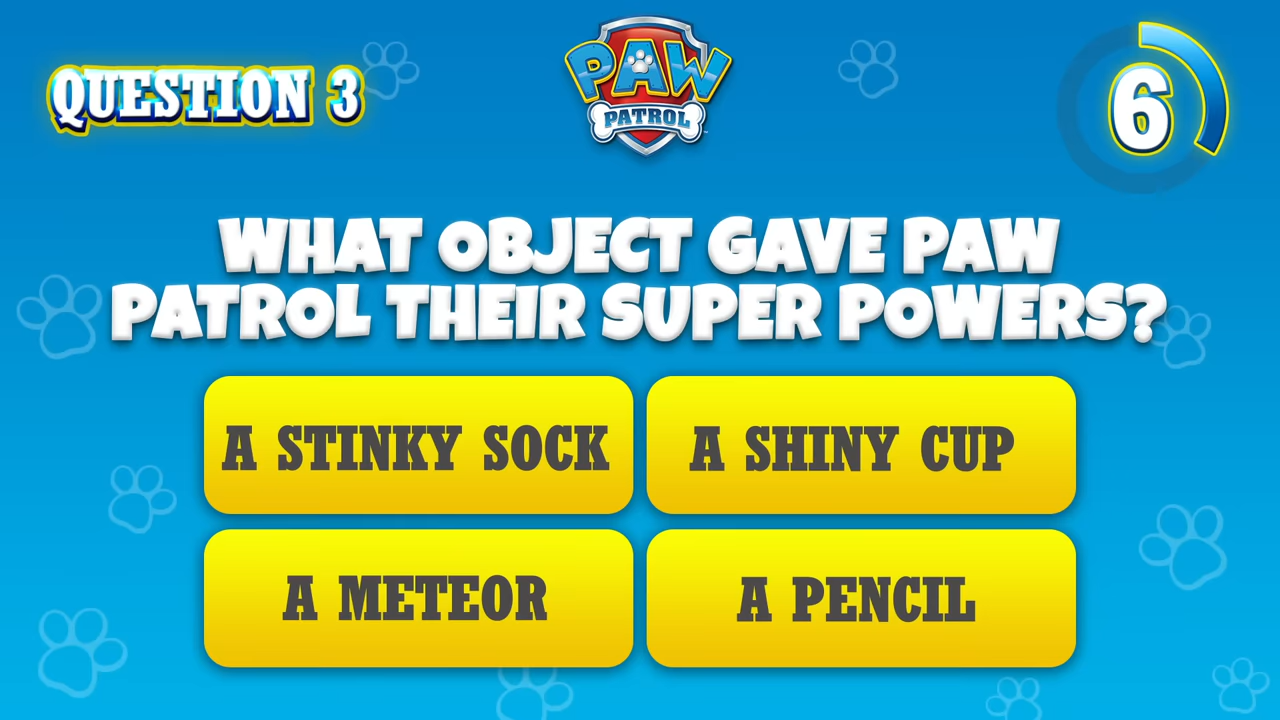 QUESTION 3
PAW
PATROL
6
WHAT OBJECT GAVE PAW
PATROL THEIR SUPER POWERS?
A STINKY SOCK
A SHINY CUP
A METEOR
A PENCIL